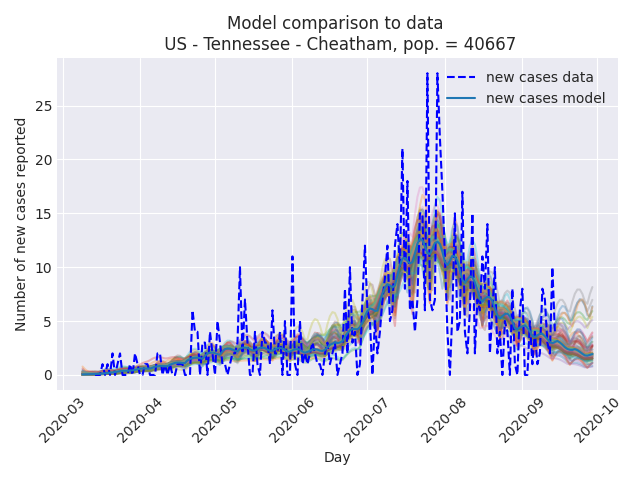 Model comparison to data
US - Tennessee - Cheatham, pop. = 40667
new cases data
new cases model
Number of new cases reported
25
20
15
10
5
0
2020-03
2020-04
2020-05
2020-06
2020-07
2020-08
2020-09
2020-10
Day